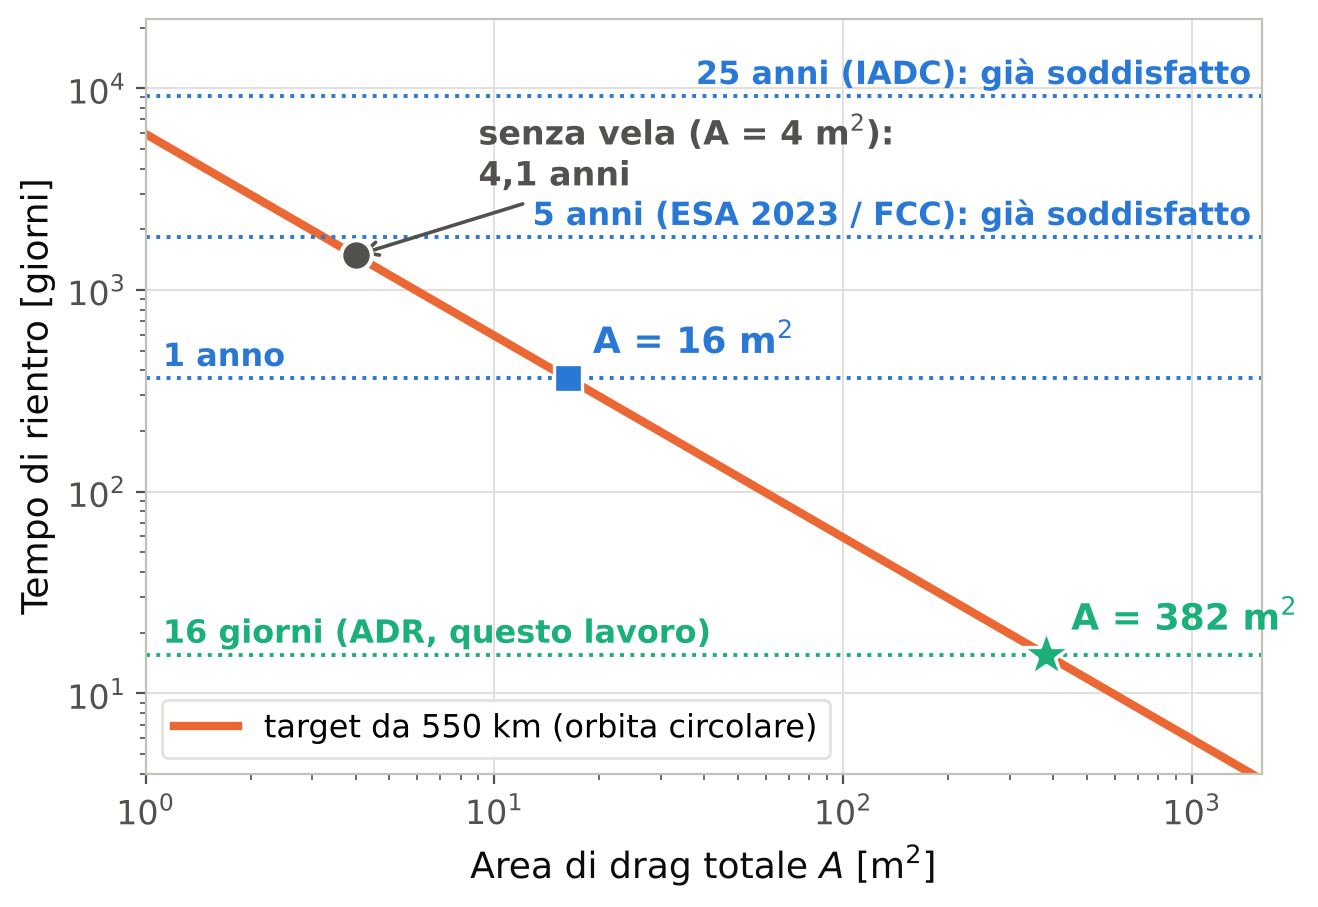 25 anni (IADC): già soddisfatto
senza vela (A = 4 m²):
4,1 anni
5 anni (ESA 2023 / FCC): già soddisfatto
A = 16 m²
1 anno
A = 382 m²
16 giorni (ADR, questo lavoro)
target da 550 km (orbita circolare)
Tempo di rientro [giorni]
10⁴
10³
10²
10¹
10⁰ 10¹ 10² 10³
Area di drag totale A [m²]